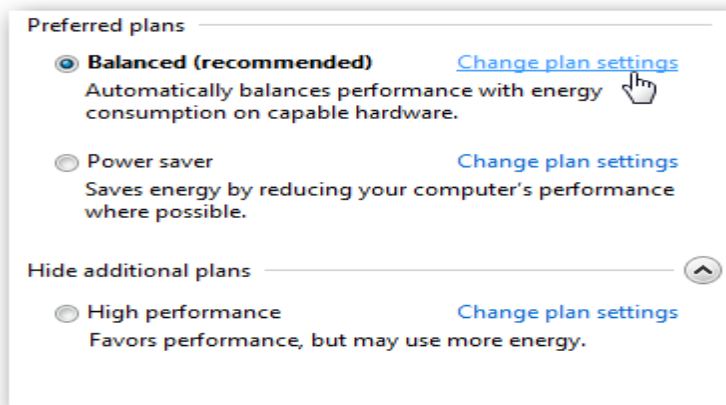 Preferred plans
Balanced (recommended) Change plan settings
Automatically balances performance with energy
consumption on capable hardware.
Power saver Change plan settings
Saves energy by reducing your computer's performance
where possible.
Hide additional plans
High performance Change plan settings
Favors performance, but may use more energy.